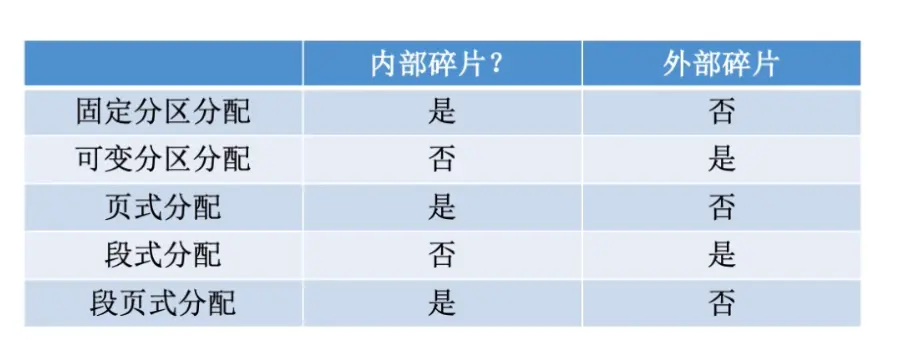 内部碎片? 外部碎片
固定分区分配 是 否
可变分区分配 否 是
页式分配 是 否
段式分配 否 是
段页式分配 是 否